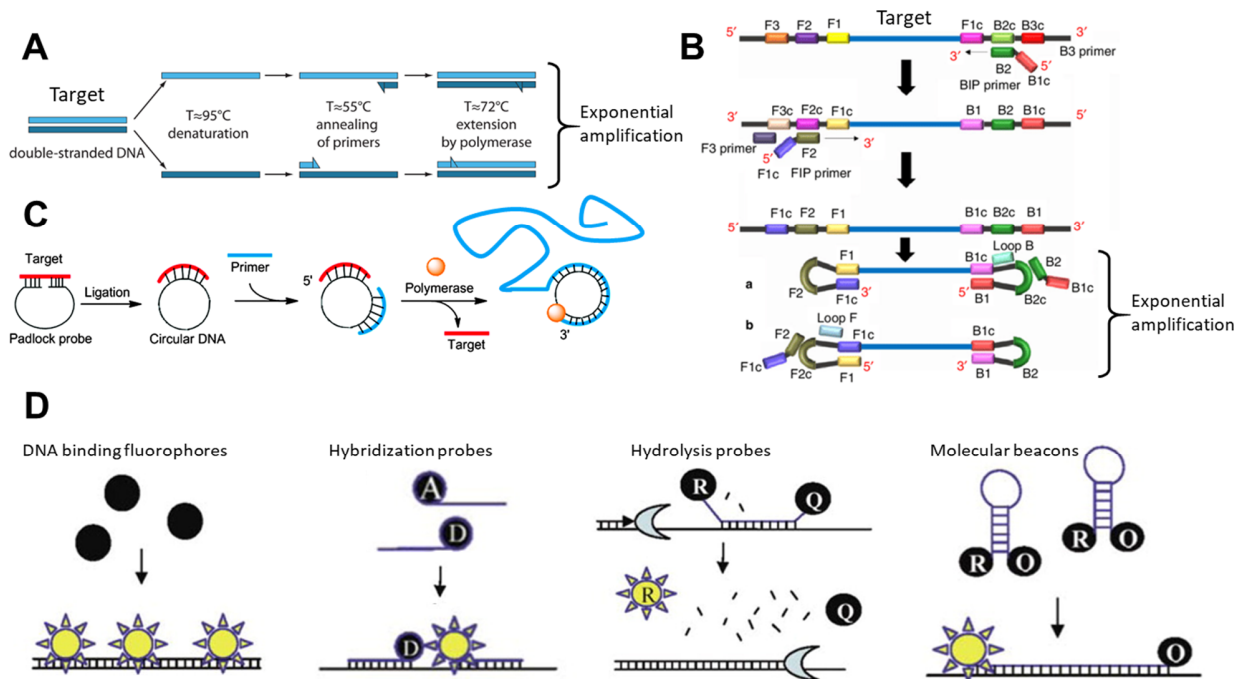 A
Target
double-stranded DNA
T≈95°C
denaturation
T≈55°C
annealing
of primers
T≈72°C
extension
by polymerase
Exponential
amplification
B
Target
5′ F3 F2 F1 F1c B2c B3c 3′
3′ B2 5′ B1c
B3 primer
BIP primer
3′ F3c F2c F1c B1 B2 B1c 5′
F3 primer
5′ F2 3′
F1c FIP primer
5′ F1c F2 F1 B1c B2c B1 3′
Loop B
a
F1 B1c B2
F2 F1c 3′ 5′ B1 B2c B1c
b
Loop F
F2 F1c B1c
F1c F2c F1 5′ 3′ B1 B2
Exponential
amplification
C
Target
Padlock probe
Ligation
Circular DNA
Primer
5'
Polymerase
Target
3'
D
DNA binding fluorophores
Hybridization probes
A
D
D
Hydrolysis probes
R Q
R
Q
Molecular beacons
R O
R O
O